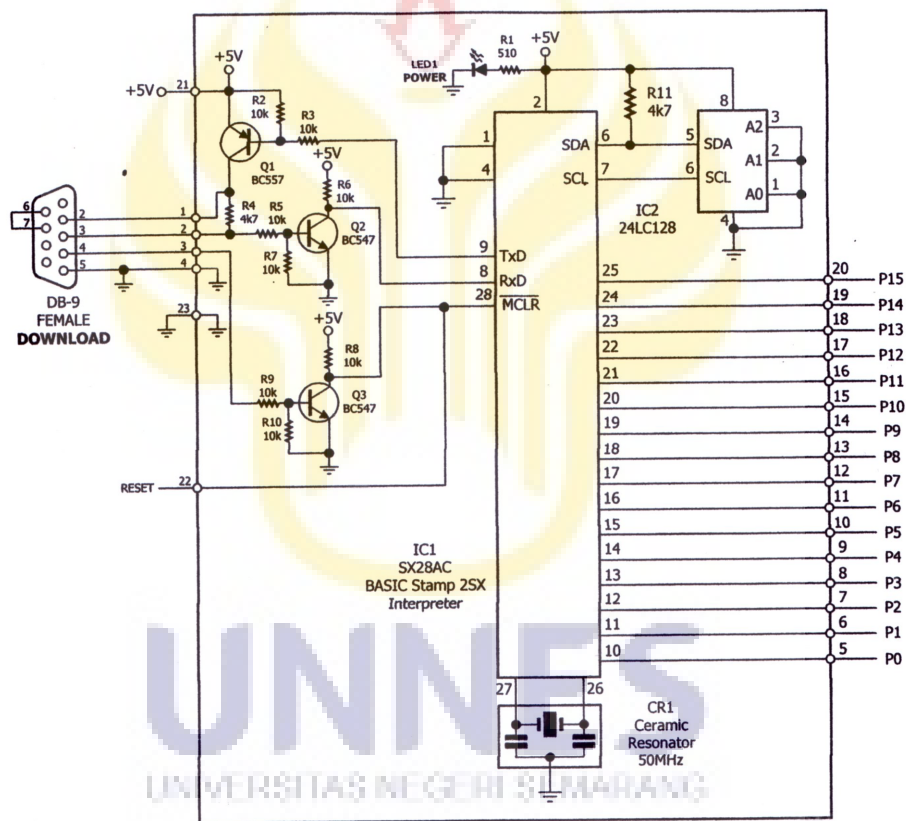 +5V
+5V
21
R2
10k
R3
10k
Q1
BC557
+5V
R6
10k
R4
4k7
R5
10k
Q2
BC547
R7
10k
6
7
2
3
4
5
1
2
3
4
23
DB-9
FEMALE
DOWNLOAD
+5V
R8
10k
R9
10k
Q3
BC547
R10
10k
RESET
22
LED1
POWER
R1
510
+5V
2
1
4
SDA
6
SCL
7
9
TxD
8
RxD
28
MCLR
R11
4k7
8
5
SDA
6
SCL
A2
3
A1
2
A0
1
4
IC2
24LC128
25
20
P15
24
19
P14
23
18
P13
22
17
P12
21
16
P11
20
15
P10
19
14
P9
18
13
P8
17
12
P7
16
11
P6
15
10
P5
14
9
P4
13
8
P3
12
7
P2
11
6
P1
10
5
P0
IC1
SX28AC
BASIC Stamp 2SX
Interpreter
27
26
CR1
Ceramic
Resonator
50MHz
UNNES
UNIVERSITAS NEGERI SEMARANG